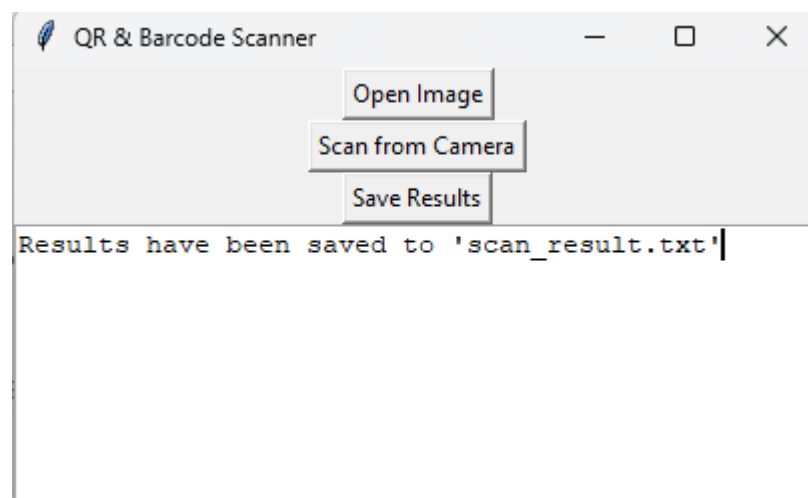 QR & Barcode Scanner
Open Image
Scan from Camera
Save Results
Results have been saved to 'scan_result.txt'